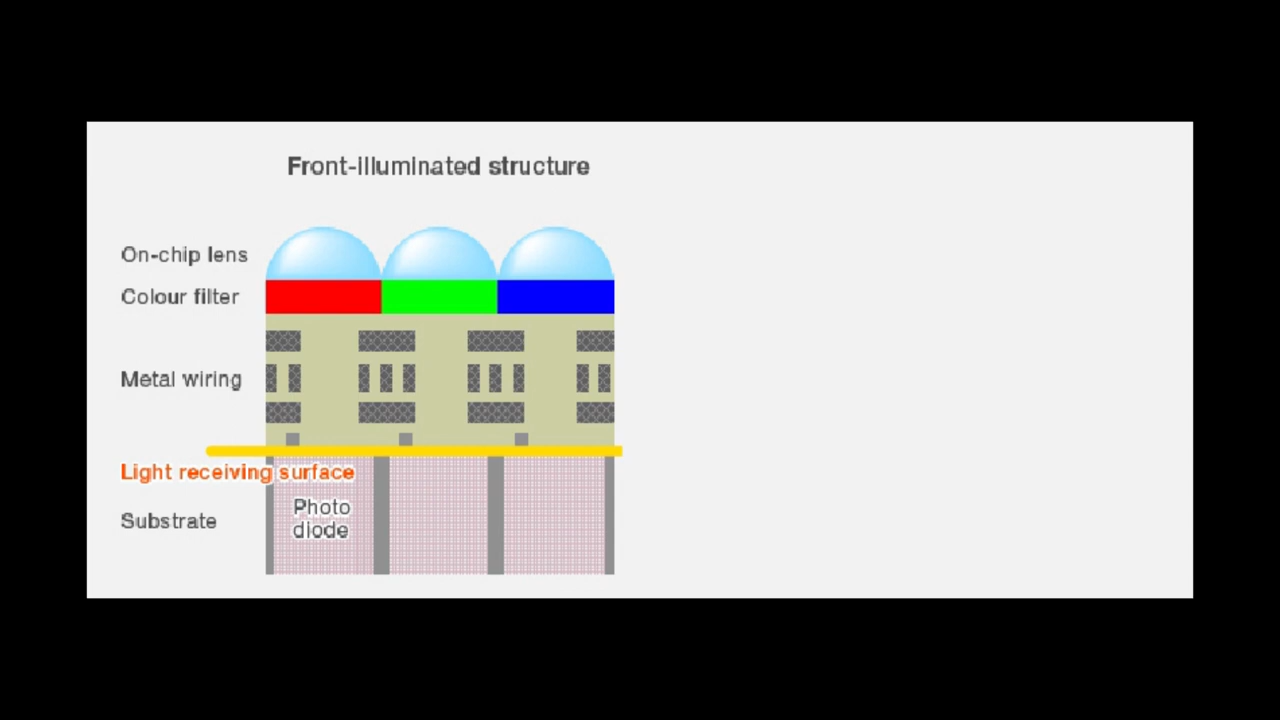 Front-illuminated structure
On-chip lens
Colour filter
Metal wiring
Light receiving surface
Photo
diode
Substrate